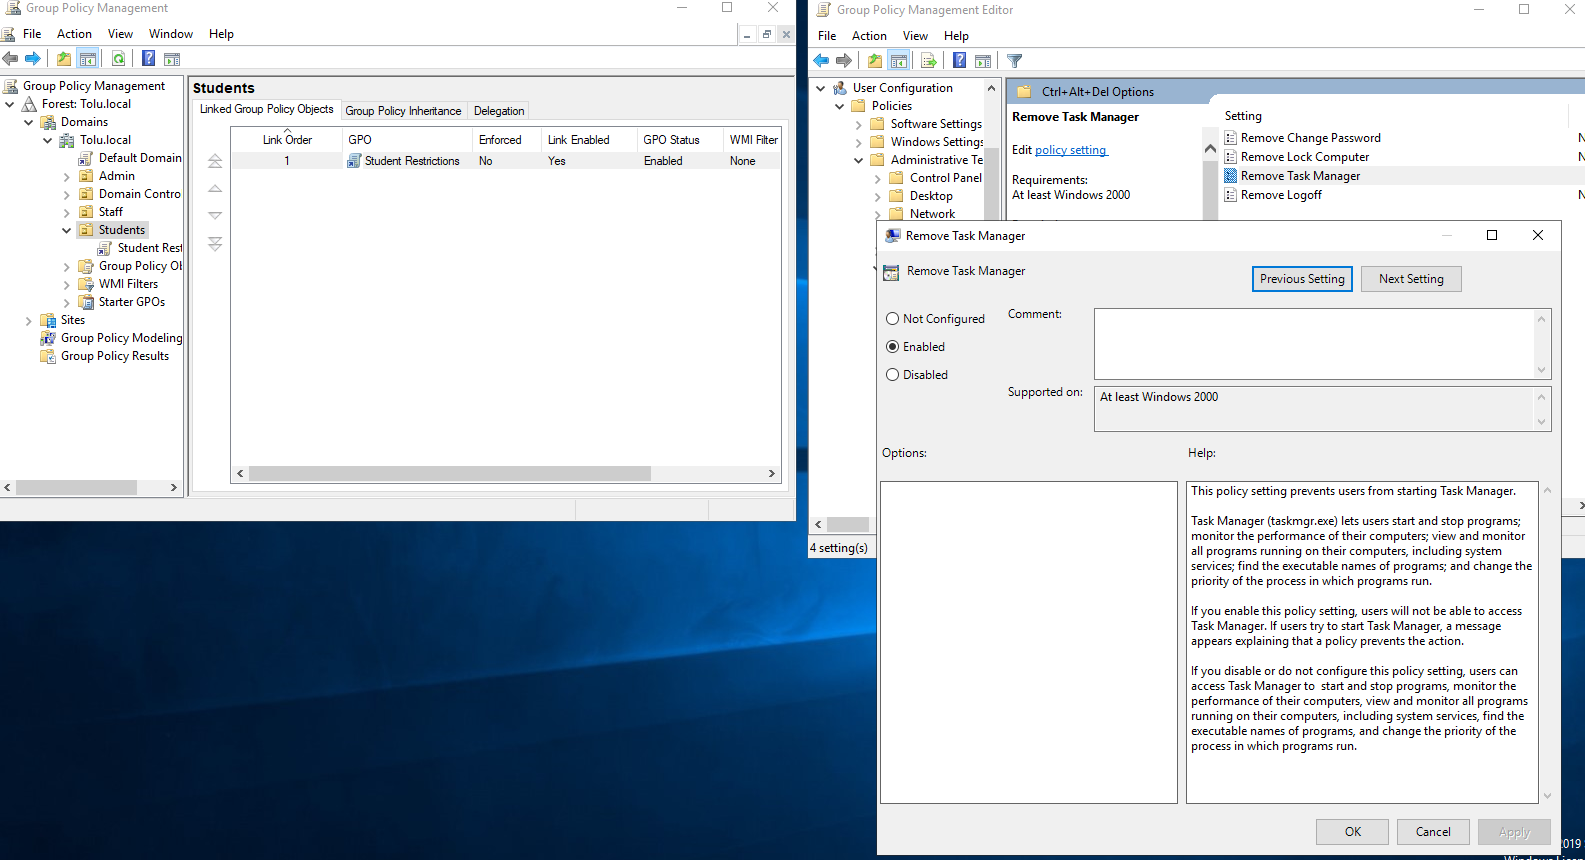 Group Policy Management
File Action View Window Help
Group Policy Management
Forest: Tolu.local
Domains
Tolu.local
Default Domain
Admin
Domain Contro
Staff
Students
Student Rest
Group Policy Ob
WMI Filters
Starter GPOs
Sites
Group Policy Modeling
Group Policy Results
Students
Linked Group Policy Objects Group Policy Inheritance Delegation
Link Order GPO Enforced Link Enabled GPO Status WMI Filter
1 Student Restrictions No Yes Enabled None
Group Policy Management Editor
File Action View Help
User Configuration
Policies
Software Settings
Windows Settings
Administrative Te
Control Panel
Desktop
Network
4 setting(s)
Ctrl+Alt+Del Options
Remove Task Manager
Edit policy setting
Requirements:
At least Windows 2000
Setting
Remove Change Password N
Remove Lock Computer N
Remove Task Manager
Remove Logoff N
Remove Task Manager
Remove Task Manager
Previous Setting Next Setting
Not Configured
Enabled
Disabled
Comment:
Supported on:
At least Windows 2000
Options:
Help:
This policy setting prevents users from starting Task Manager.
Task Manager (taskmgr.exe) lets users start and stop programs;
monitor the performance of their computers; view and monitor
all programs running on their computers, including system
services; find the executable names of programs; and change the
priority of the process in which programs run.
If you enable this policy setting, users will not be able to access
Task Manager. If users try to start Task Manager, a message
appears explaining that a policy prevents the action.
If you disable or do not configure this policy setting, users can
access Task Manager to  start and stop programs, monitor the
performance of their computers, view and monitor all programs
running on their computers, including system services, find the
executable names of programs, and change the priority of the
process in which programs run.
OK Cancel Apply
2019